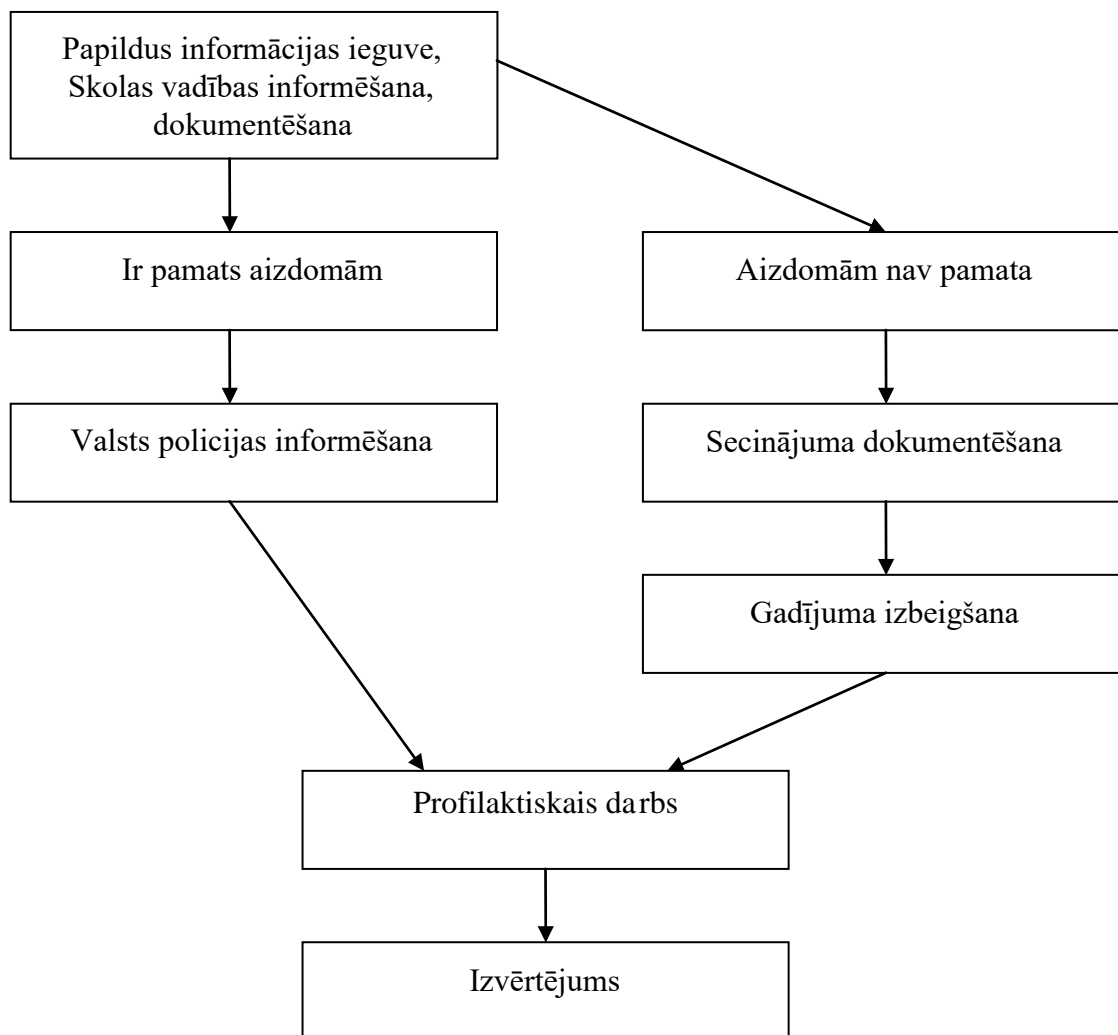 Papildus informācijas ieguve,
Skolas vadības informēšana,
dokumentēšana
Ir pamats aizdomām
Aizdomām nav pamata
Valsts policijas informēšana
Secinājuma dokumentēšana
Gadījuma izbeigšana
Profilaktiskais darbs
Izvērtējums